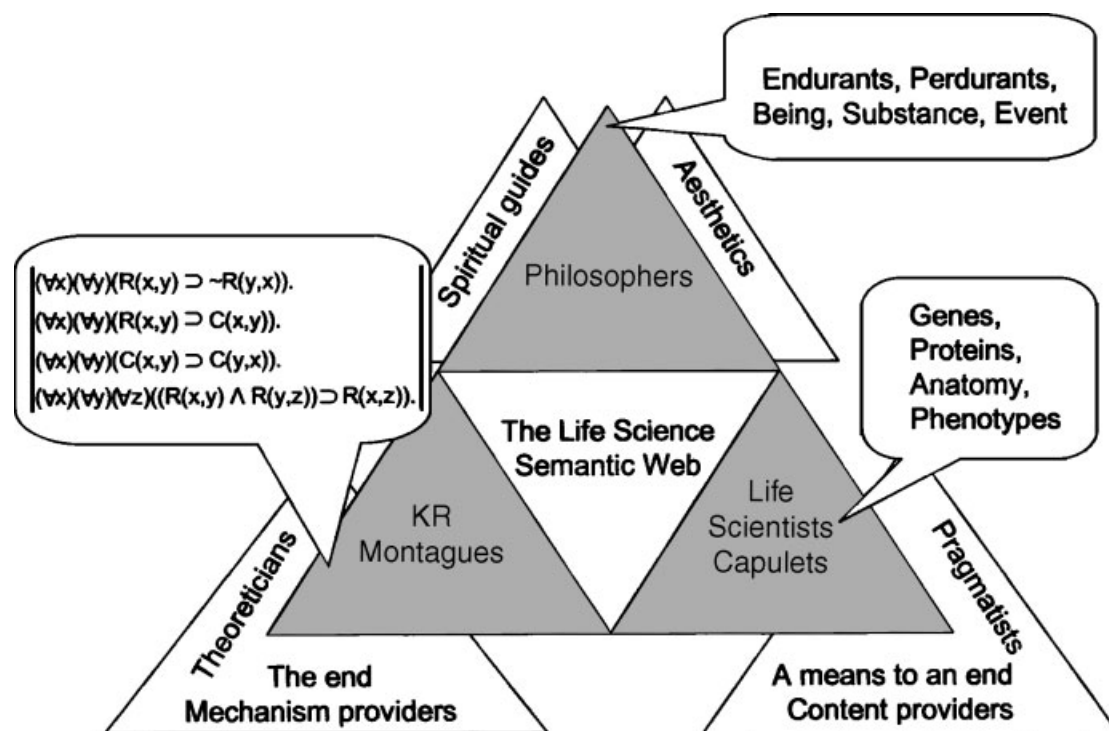 Endurants, Perdurants,
Being, Substance, Event
Spiritual guides
Aesthetics
Philosophers
(∀x)(∀y)(R(x,y) ⊃ ~R(y,x)).
(∀x)(∀y)(R(x,y) ⊃ C(x,y)).
(∀x)(∀y)(C(x,y) ⊃ C(y,x)).
(∀x)(∀y)(∀z)((R(x,y) ∧ R(y,z))⊃ R(x,z)).
Genes,
Proteins,
Anatomy,
Phenotypes
The Life Science
Semantic Web
KR
Montagues
Life
Scientists
Capulets
Theoreticians
Pragmatists
The end
Mechanism providers
A means to an end
Content providers